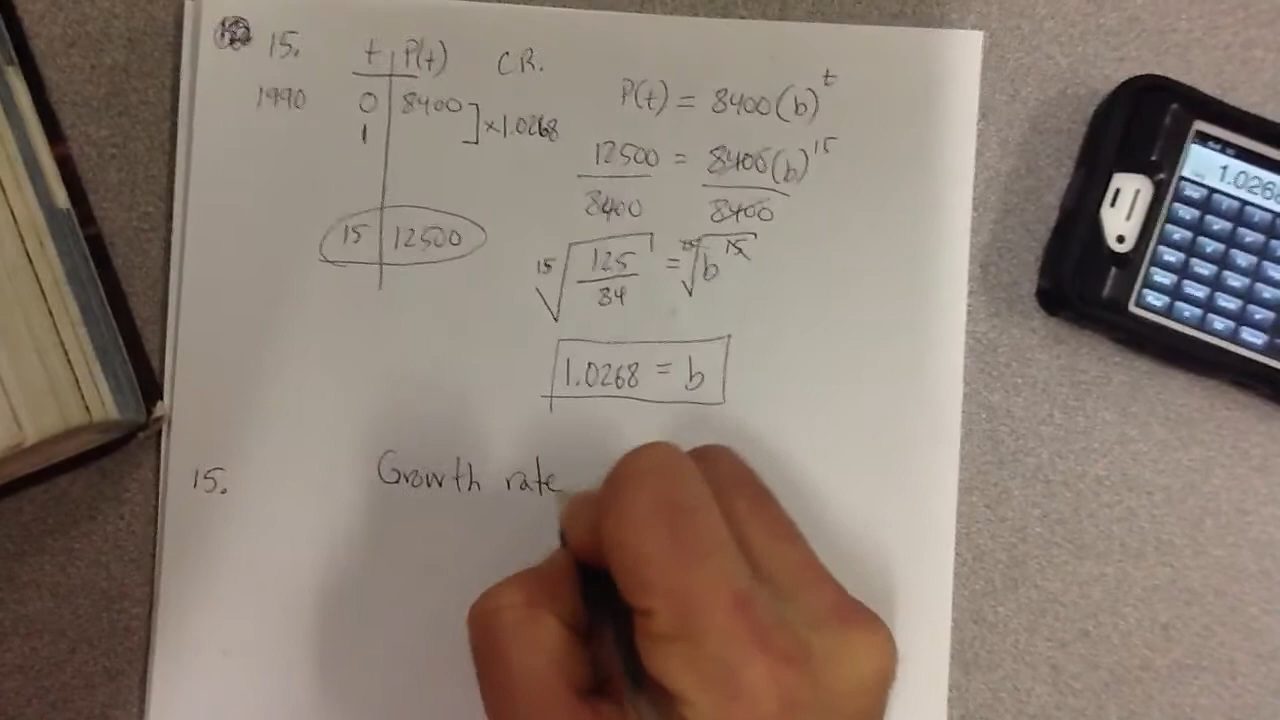 15. t P(t) C.R.
1990 0 8400 ]×1.0268
1
15 12500
P(t) = 8400(b)^t
12500 = 8400(b)^15
8400 8400
15√125/84 = 15√b^15
1.0268 = b
15. Growth rate
1.026